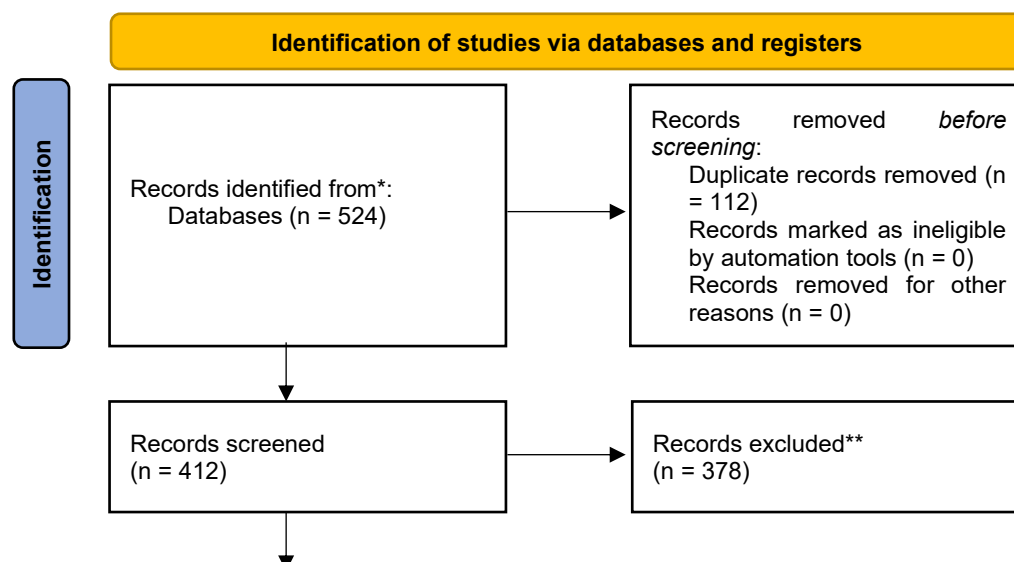 Identification of studies via databases and registers
Identification
Records identified from*:
Databases (n = 524)
Records removed before
screening:
Duplicate records removed (n
= 112)
Records marked as ineligible
by automation tools (n = 0)
Records removed for other
reasons (n = 0)
Records screened
(n = 412)
Records excluded**
(n = 378)